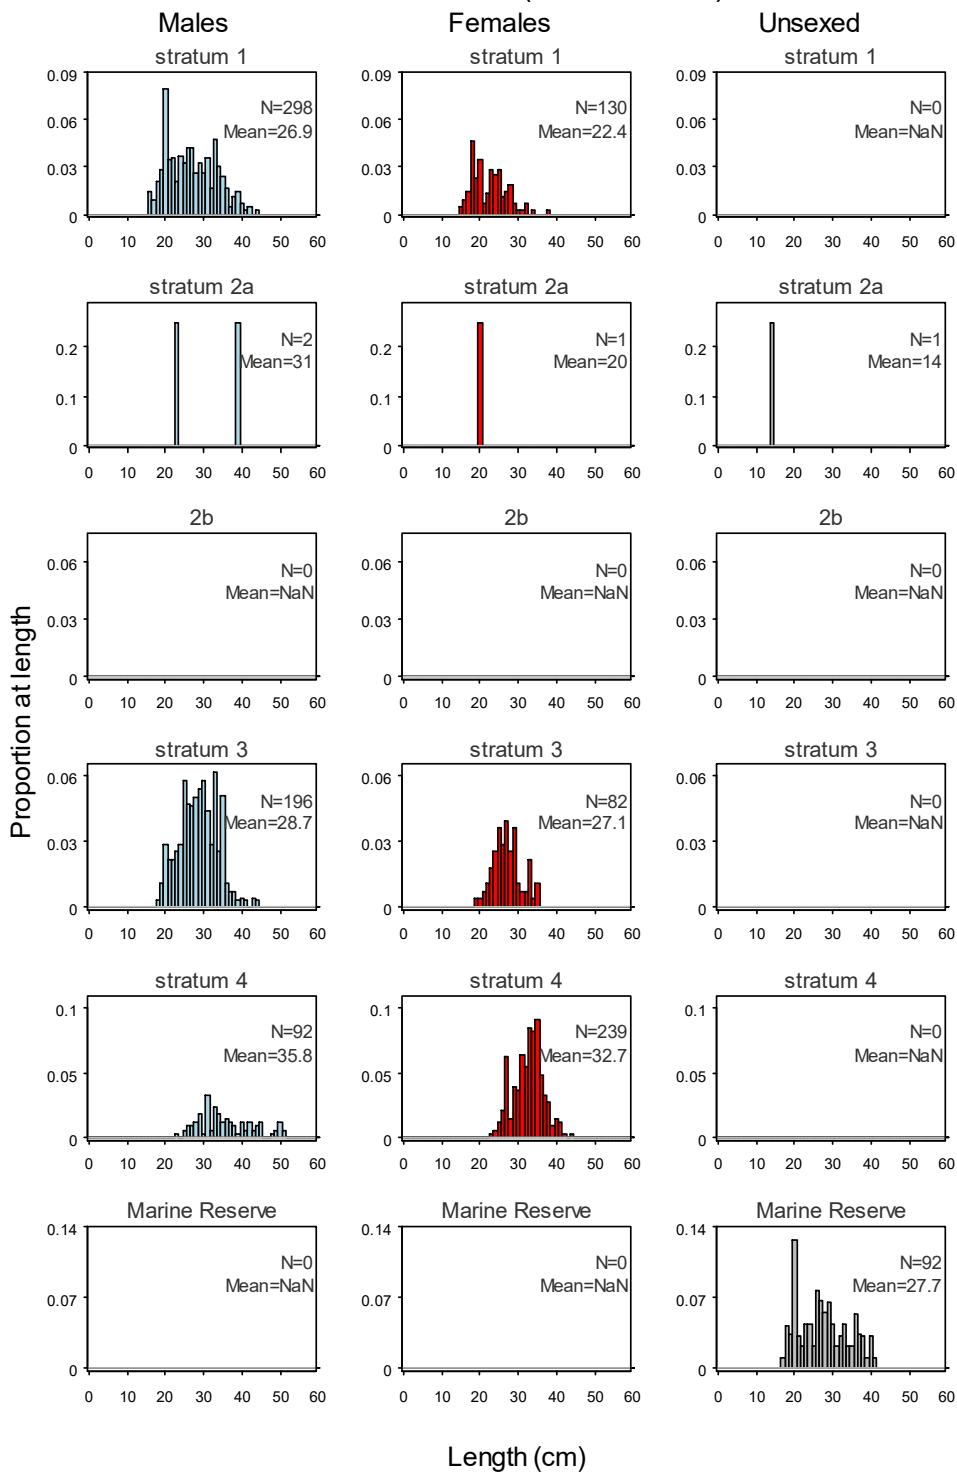 Males Females Unsexed
stratum 1 stratum 1 stratum 1
0.09 0.09 0.09
N=298 N=130 N=0
0.06 0.06 0.06
Mean=26.9 Mean=22.4 Mean=NaN
0.03 0.03 0.03
0 0 0
0 10 20 30 40 50 60 0 10 20 30 40 50 60 0 10 20 30 40 50 60
stratum 2a stratum 2a stratum 2a
N=2 N=1 N=1
0.2 0.2 0.2
Mean=31 Mean=20 Mean=14
0.1 0.1 0.1
0 0 0
0 10 20 30 40 50 60 0 10 20 30 40 50 60 0 10 20 30 40 50 60
2b 2b 2b
0.06 0.06 0.06
N=0 N=0 N=0
Mean=NaN Mean=NaN Mean=NaN
0.03 0.03 0.03
0 0 0
0 10 20 30 40 50 60 0 10 20 30 40 50 60 0 10 20 30 40 50 60
Proportion at length
stratum 3 stratum 3 stratum 3
0.06 0.06 0.06
N=196 N=82 N=0
Mean=28.7 Mean=27.1 Mean=NaN
0.03 0.03 0.03
0 0 0
0 10 20 30 40 50 60 0 10 20 30 40 50 60 0 10 20 30 40 50 60
stratum 4 stratum 4 stratum 4
0.1 0.1 0.1
N=92 N=239 N=0
Mean=35.8 Mean=32.7 Mean=NaN
0.05 0.05 0.05
0 0 0
0 10 20 30 40 50 60 0 10 20 30 40 50 60 0 10 20 30 40 50 60
Marine Reserve Marine Reserve Marine Reserve
0.14 0.14 0.14
N=0 N=0 N=92
Mean=NaN Mean=NaN Mean=27.7
0.07 0.07 0.07
0 0 0
0 10 20 30 40 50 60 0 10 20 30 40 50 60 0 10 20 30 40 50 60
Length (cm)